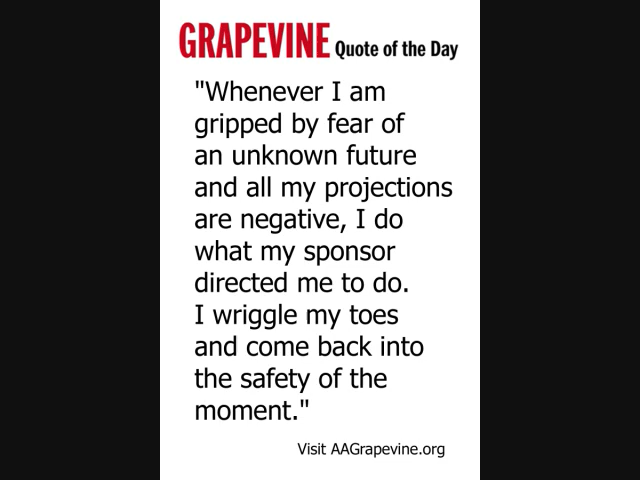 GRAPEVINE Quote of the Day
"Whenever I am
gripped by fear of
an unknown future
and all my projections
are negative, I do
what my sponsor
directed me to do.
I wriggle my toes
and come back into
the safety of the
moment."
Visit AAGrapevine.org